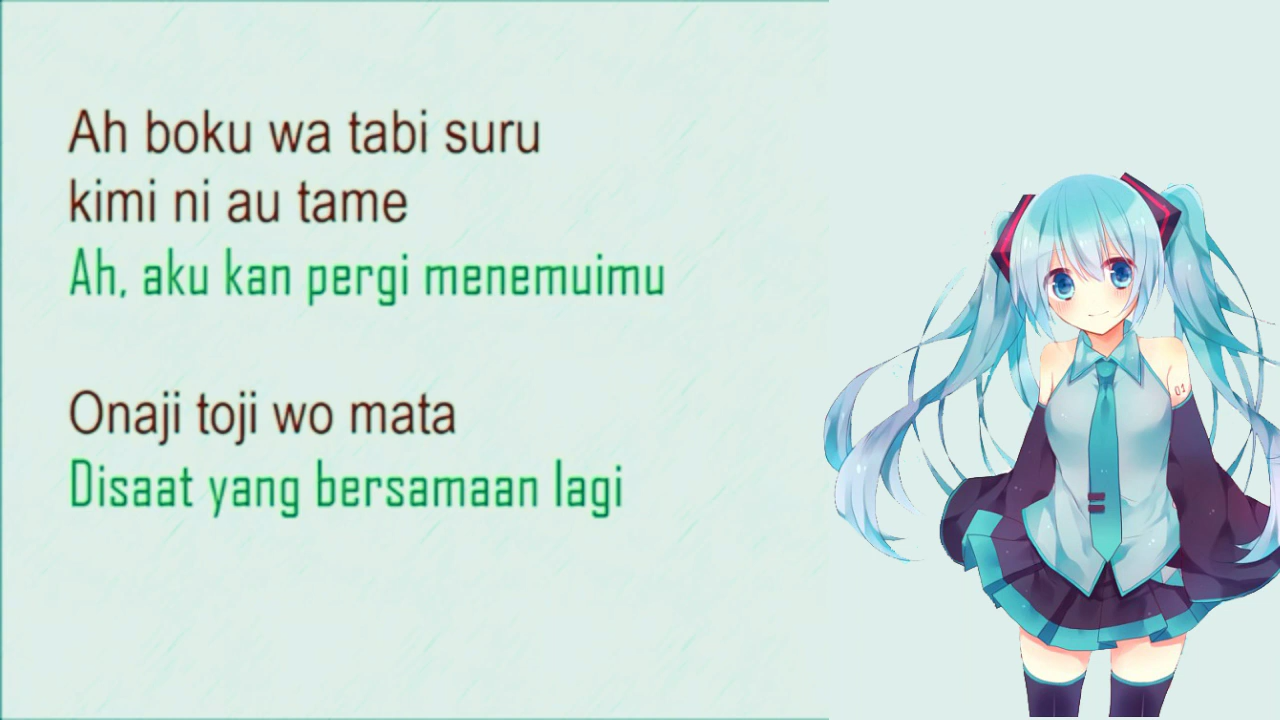 Ah boku wa tabi suru
kimi ni au tame
Ah, aku kan pergi menemuimu
Onaji toji wo mata
Disaat yang bersamaan lagi
01